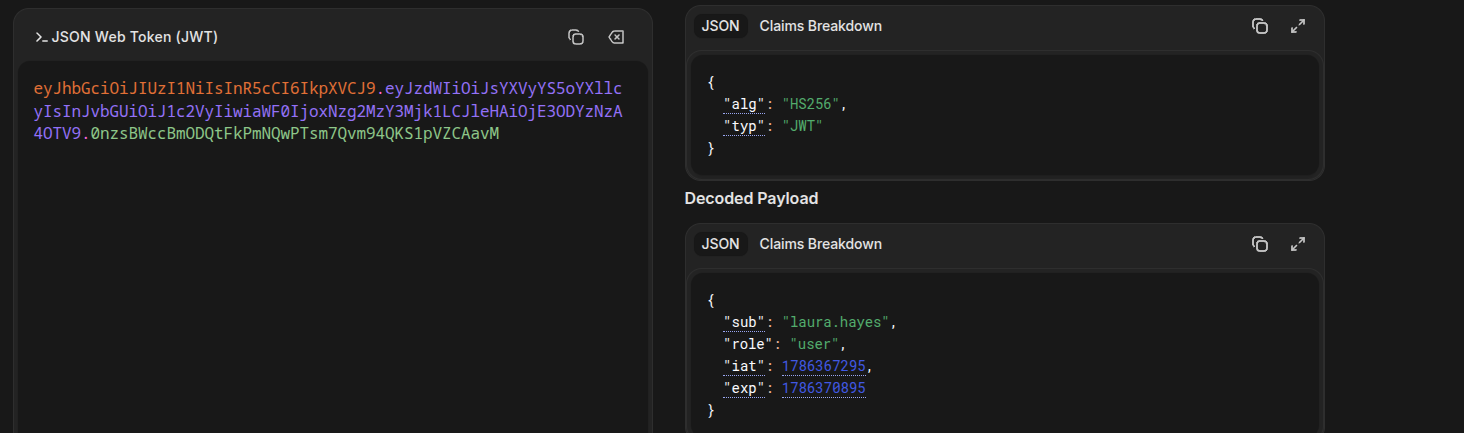 JSON Web Token (JWT)
eyJhbGciOiJIUzI1NiIsInR5cCI6IkpXVCJ9.eyJzdWIiOiJsYXVyYS5oYXllc
yIsInJvbGUiOiJ1c2VyIiwiaWF0IjoxNzg2MzY3Mjk1LCJleHAiOjE3ODYzNzA
4OTV9.0nzsBWccBmODQtFkPmNQwPTsm7Qvm94QKS1pVZCAavM
JSON Claims Breakdown
{
"alg": "HS256",
"typ": "JWT"
}
Decoded Payload
JSON Claims Breakdown
{
"sub": "laura.hayes",
"role": "user",
"iat": 1786367295,
"exp": 1786370895
}